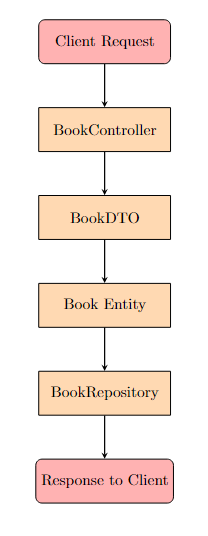 Client Request
BookController
BookDTO
Book Entity
BookRepository
Response to Client